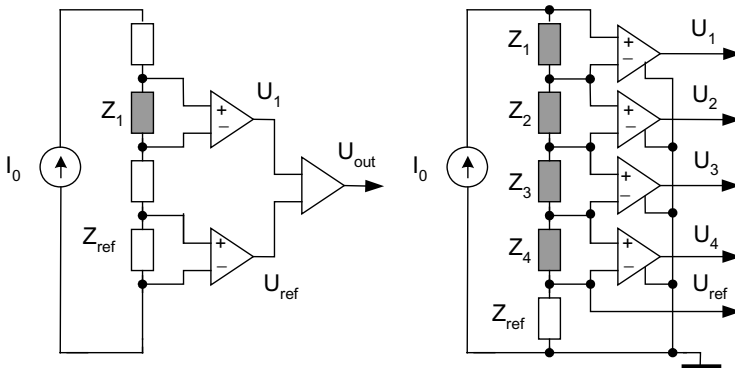 I0
Z1
Zref
+
−
U1
+
−
Uref
Uout
I0
Z1
Z2
Z3
Z4
Zref
+
−
U1
+
−
U2
+
−
U3
+
−
U4
Uref